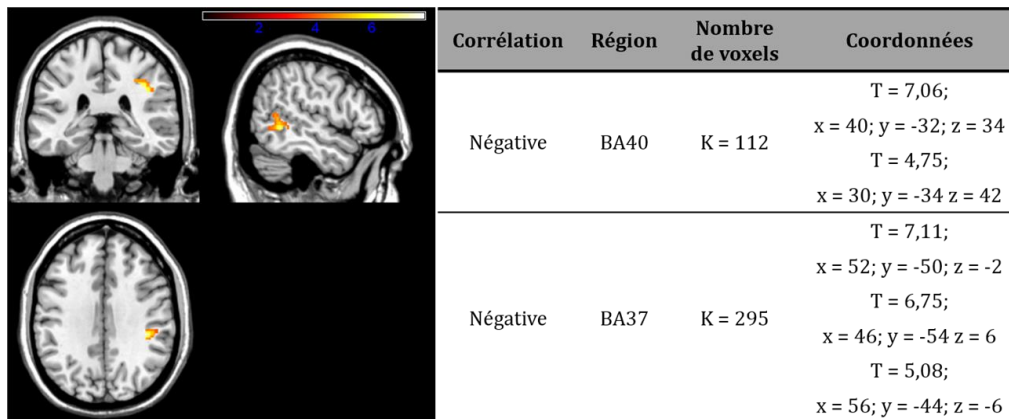 2 4 6
Corrélation Région Nombre de voxels Coordonnées
Négative BA40 K = 112
T = 7,06;
x = 40; y = -32; z = 34
T = 4,75;
x = 30; y = -34 z = 42
Négative BA37 K = 295
T = 7,11;
x = 52; y = -50; z = -2
T = 6,75;
x = 46; y = -54 z = 6
T = 5,08;
x = 56; y = -44; z = -6